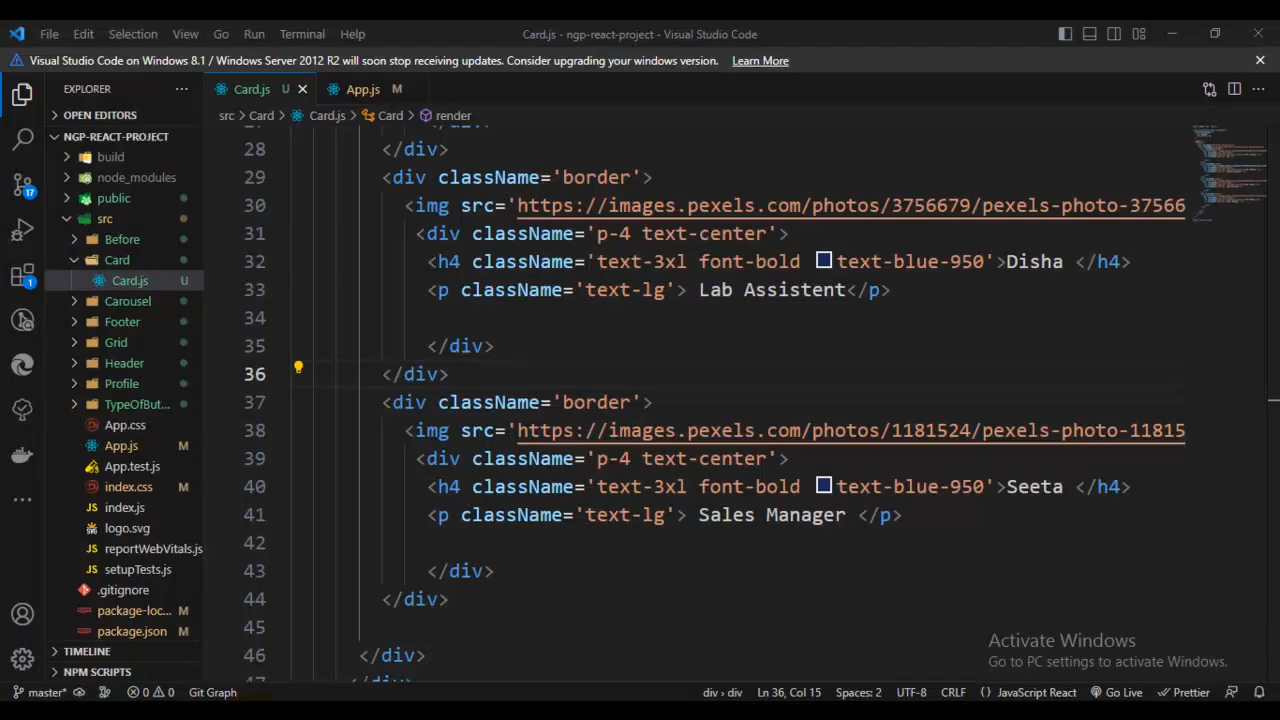 File Edit Selection View Go Run Terminal Help Card.js - ngp-react-project - Visual Studio Code
Visual Studio Code on Windows 8.1 / Windows Server 2012 R2 will soon stop receiving updates. Consider upgrading your windows version. Learn More
EXPLORER
Card.js U
App.js M
OPEN EDITORS
src > Card > Card.js > Card > render
NGP-REACT-PROJECT
build
node_modules
public
src
Before
Card
Card.js U
Carousel
Footer
Grid
Header
Profile
TypeOfBut...
App.css
App.js M
App.test.js
index.css M
JS index.js
logo.svg
JS reportWebVitals.js
JS setupTests.js
.gitignore
package-loc... M
package.json M
TIMELINE
NPM SCRIPTS
17
1
28 </div>
29 <div className='border'>
30 <img src='https://images.pexels.com/photos/3756679/pexels-photo-37566
31 <div className='p-4 text-center'>
32 <h4 className='text-3xl font-bold text-blue-950'>Disha </h4>
33 <p className='text-lg'> Lab Assistent</p>
34
35 </div>
36 </div>
37 <div className='border'>
38 <img src='https://images.pexels.com/photos/1181524/pexels-photo-11815
39 <div className='p-4 text-center'>
40 <h4 className='text-3xl font-bold text-blue-950'>Seeta </h4>
41 <p className='text-lg'> Sales Manager </p>
42
43 </div>
44 </div>
45
46 </div>
Activate Windows
Go to PC settings to activate Windows.
master* 0 0 Git Graph div > div Ln 36, Col 15 Spaces: 2 UTF-8 CRLF { } JavaScript React Go Live Prettier